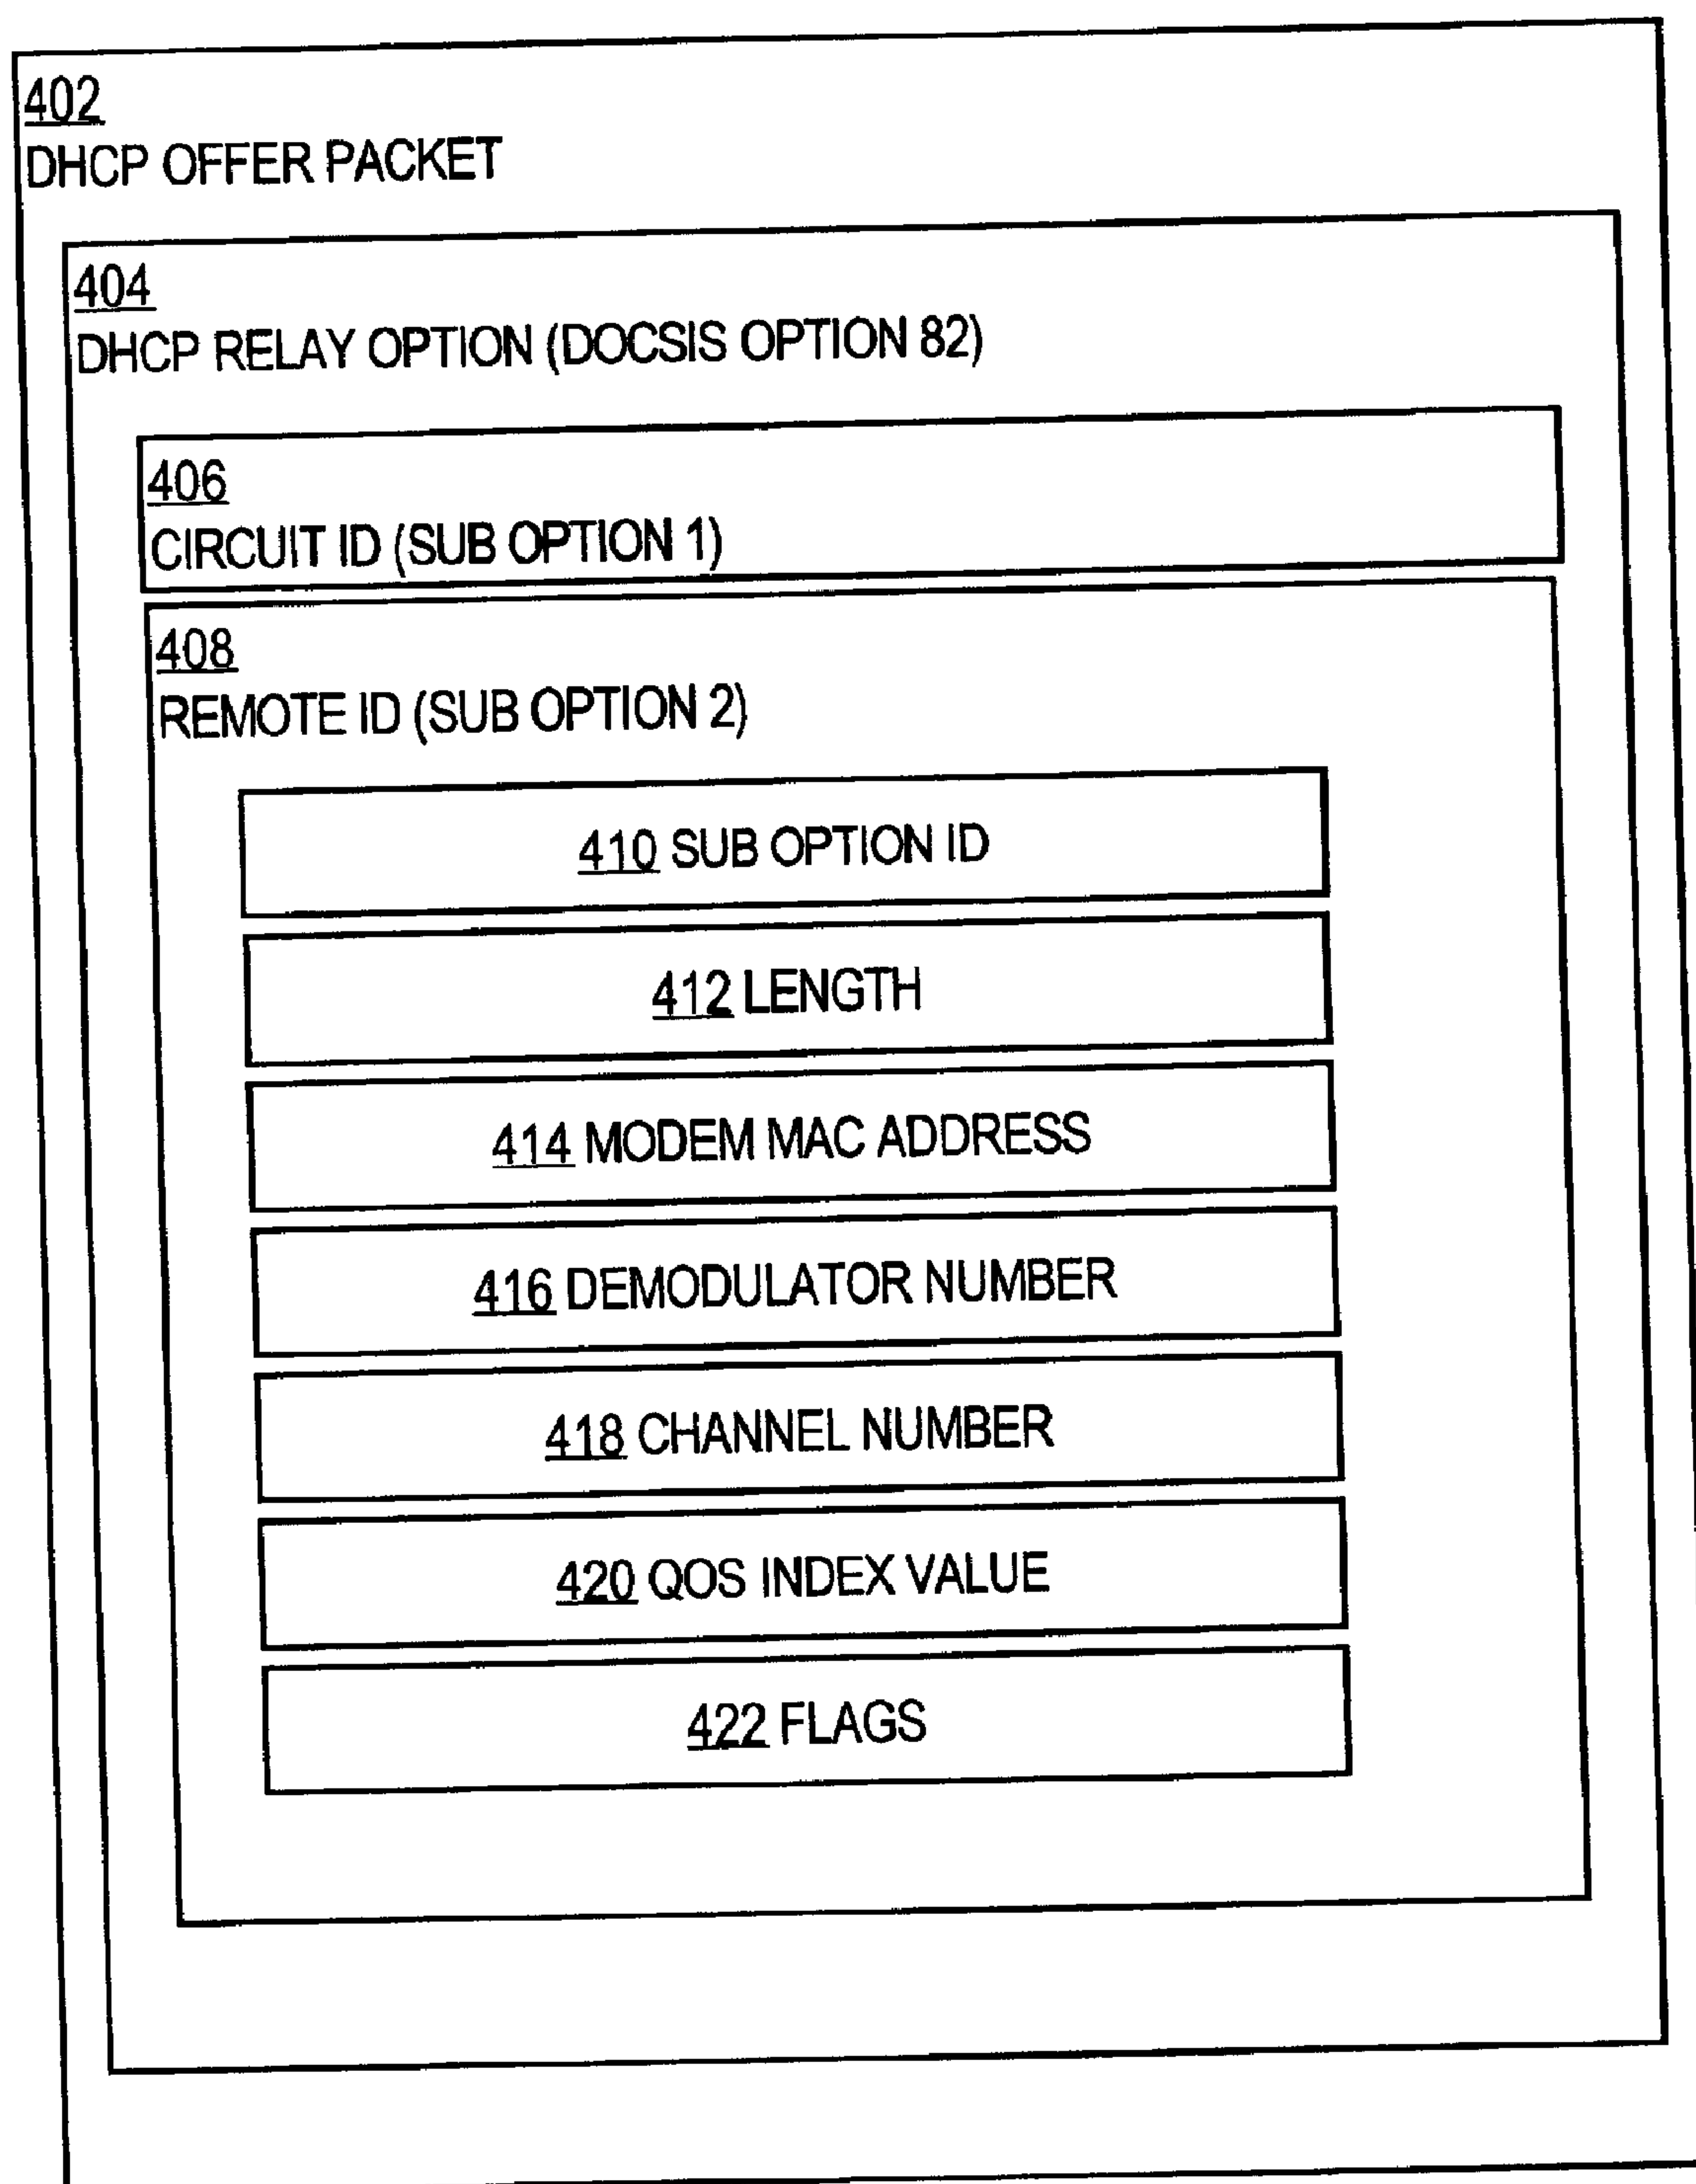 402
DHCP OFFER PACKET
404
DHCP RELAY OPTION (DOCSIS OPTION 82)
406
CIRCUIT ID (SUB OPTION 1)
408
REMOTE ID (SUB OPTION 2)
410 SUB OPTION ID
412 LENGTH
414 MODEM MAC ADDRESS
416 DEMODULATOR NUMBER
418 CHANNEL NUMBER
420 QOS INDEX VALUE
422 FLAGS